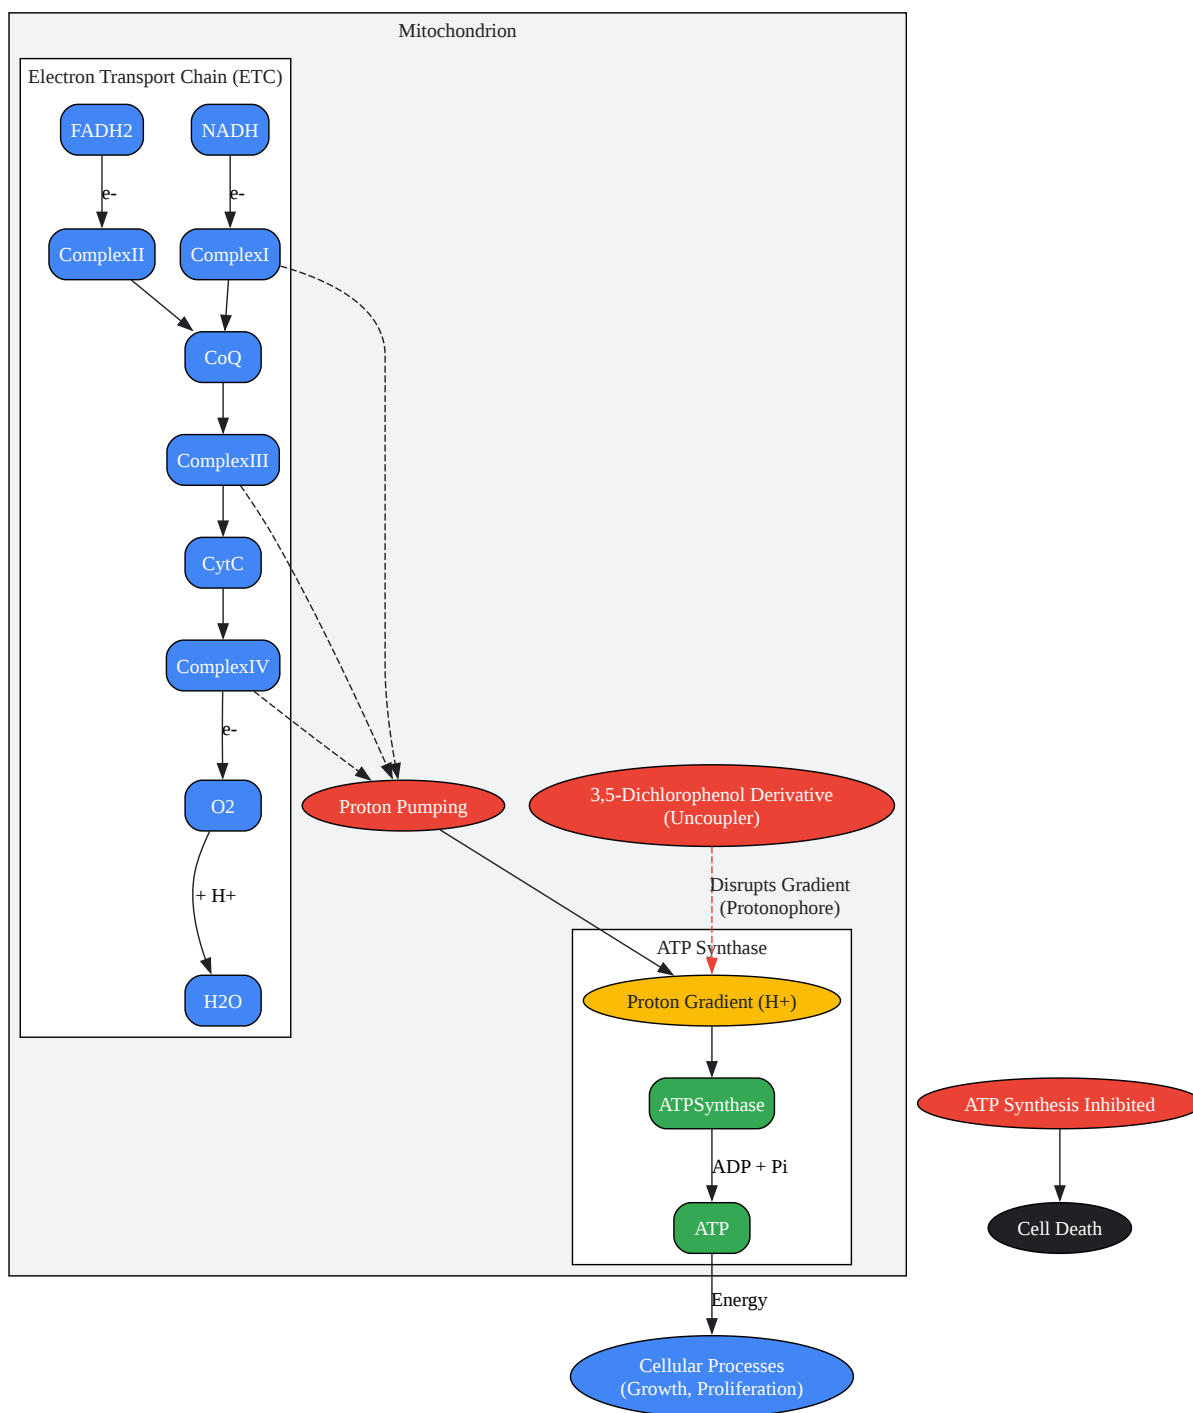 Mitochondrion
Electron Transport Chain (ETC)
FADH2
NADH
e-
e-
ComplexII
ComplexI
CoQ
ComplexIII
CytC
ComplexIV
e-
O2
Proton Pumping
3,5-Dichlorophenol Derivative
(Uncoupler)
+ H+
Disrupts Gradient
(Protonophore)
ATP Synthase
H2O
Proton Gradient (H+)
ATPSynthase
ATP Synthesis Inhibited
ADP + Pi
ATP
Cell Death
Energy
Cellular Processes
(Growth, Proliferation)